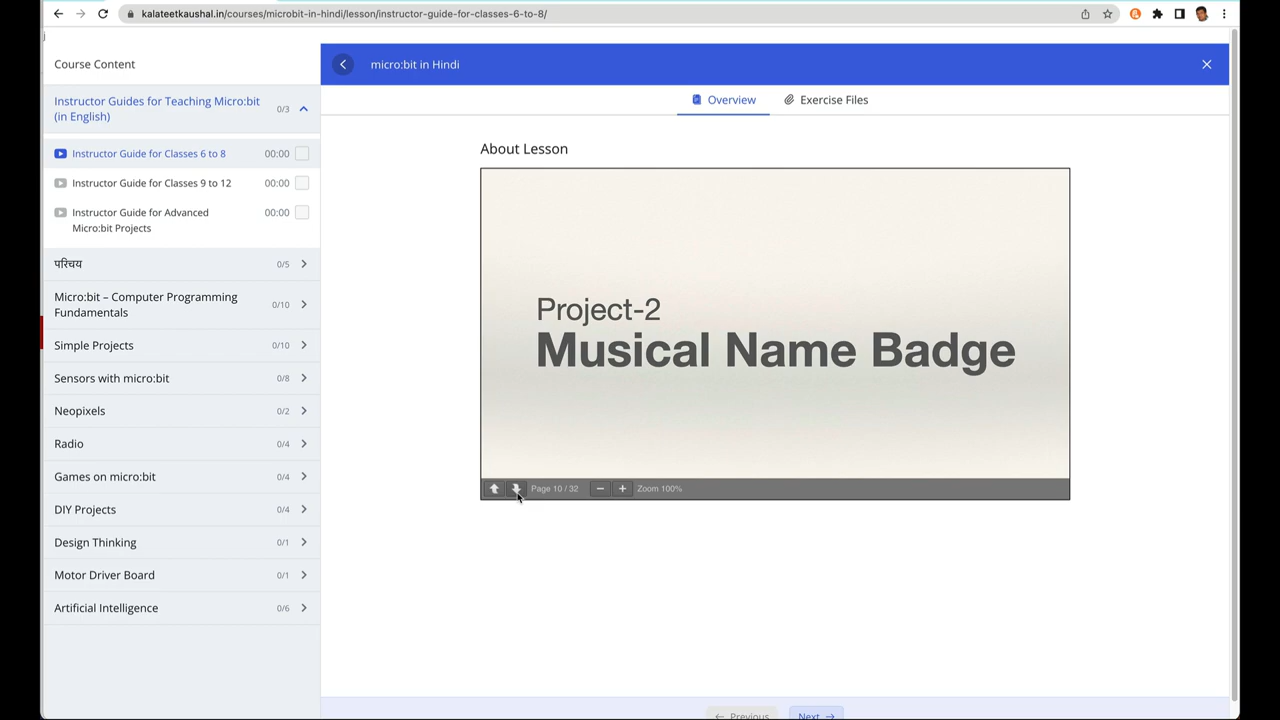 kalateetkaushal.in/courses/microbit-in-hindi/lesson/instructor-guide-for-classes-6-to-8/
Course Content
micro:bit in Hindi
Instructor Guides for Teaching Micro:bit
(in English)
0/3
Overview
Exercise Files
Instructor Guide for Classes 6 to 8
00:00
Instructor Guide for Classes 9 to 12
00:00
Instructor Guide for Advanced
Micro:bit Projects
00:00
परिचय
0/5
Micro:bit – Computer Programming
Fundamentals
0/10
Simple Projects
0/10
Sensors with micro:bit
0/8
Neopixels
0/2
Radio
0/4
Games on micro:bit
0/4
DIY Projects
0/4
Design Thinking
0/1
Motor Driver Board
0/1
Artificial Intelligence
0/6
About Lesson
Project-2
Musical Name Badge
Page 10 / 32
Zoom 100%
← Previous
Next →